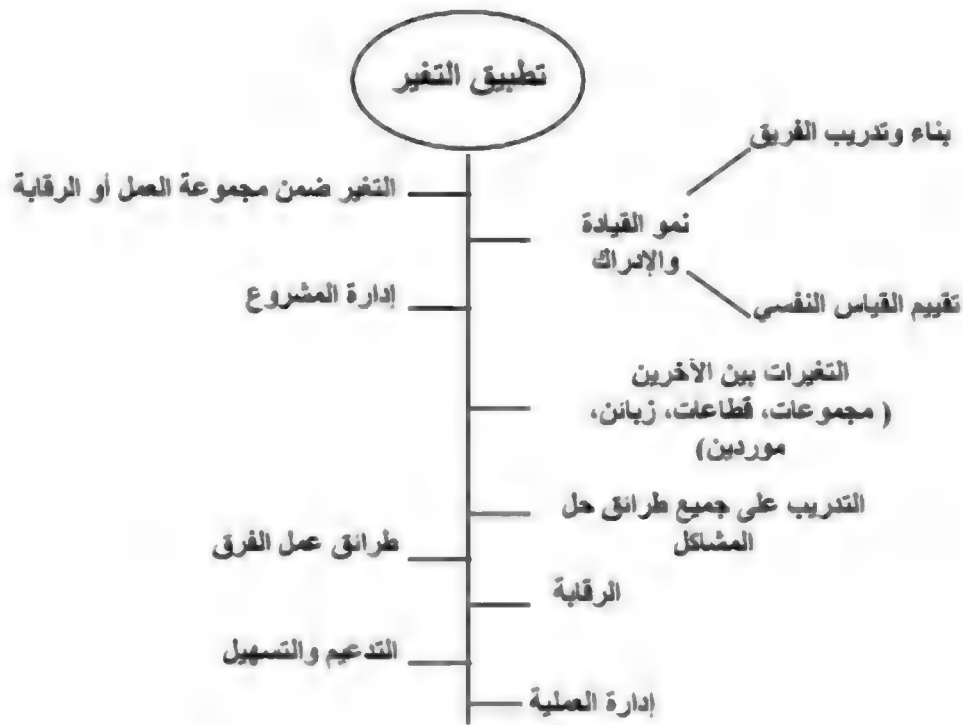 تطبيق التغير
بناء وتدريب الفريق
التغير ضمن مجموعة العمل أو الرقابة
نمو القيادة
والإدراك
إدارة المشروع
تقييم القياس النفسي
التغيرات بين الآخرين
( مجموعات، قطاعات، زبائن،
موردين)
التدريب على جميع طرائق حل
المشاكل
طرائق عمل الفرق
الرقابة
التدعيم والتسهيل
إدارة العملية